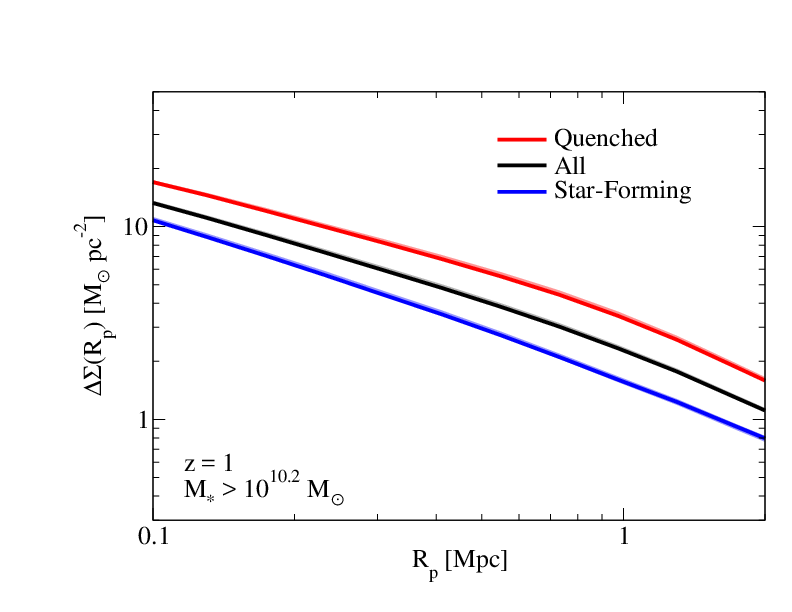 Quenched
All
Star-Forming
10
1
ΔΣ(Rp) [M☉ pc-2]
z = 1
M* > 10^10.2 M☉
0.1 1
Rp [Mpc]